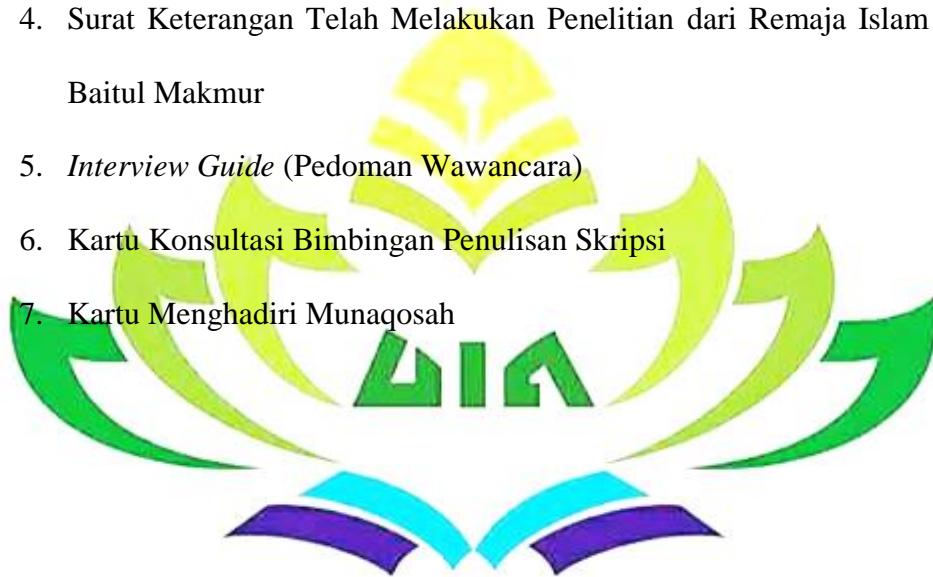 4. Surat Keterangan Telah Melakukan Penelitian dari Remaja Islam
Baitul Makmur
5. Interview Guide (Pedoman Wawancara)
6. Kartu Konsultasi Bimbingan Penulisan Skripsi
7. Kartu Menghadiri Munaqosah
UIN